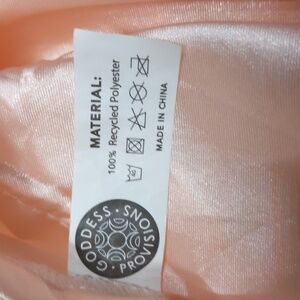 MATERIAL:
100% Recycled Polyester
MADE IN CHINA
GODDESS · PROVISIONS ·